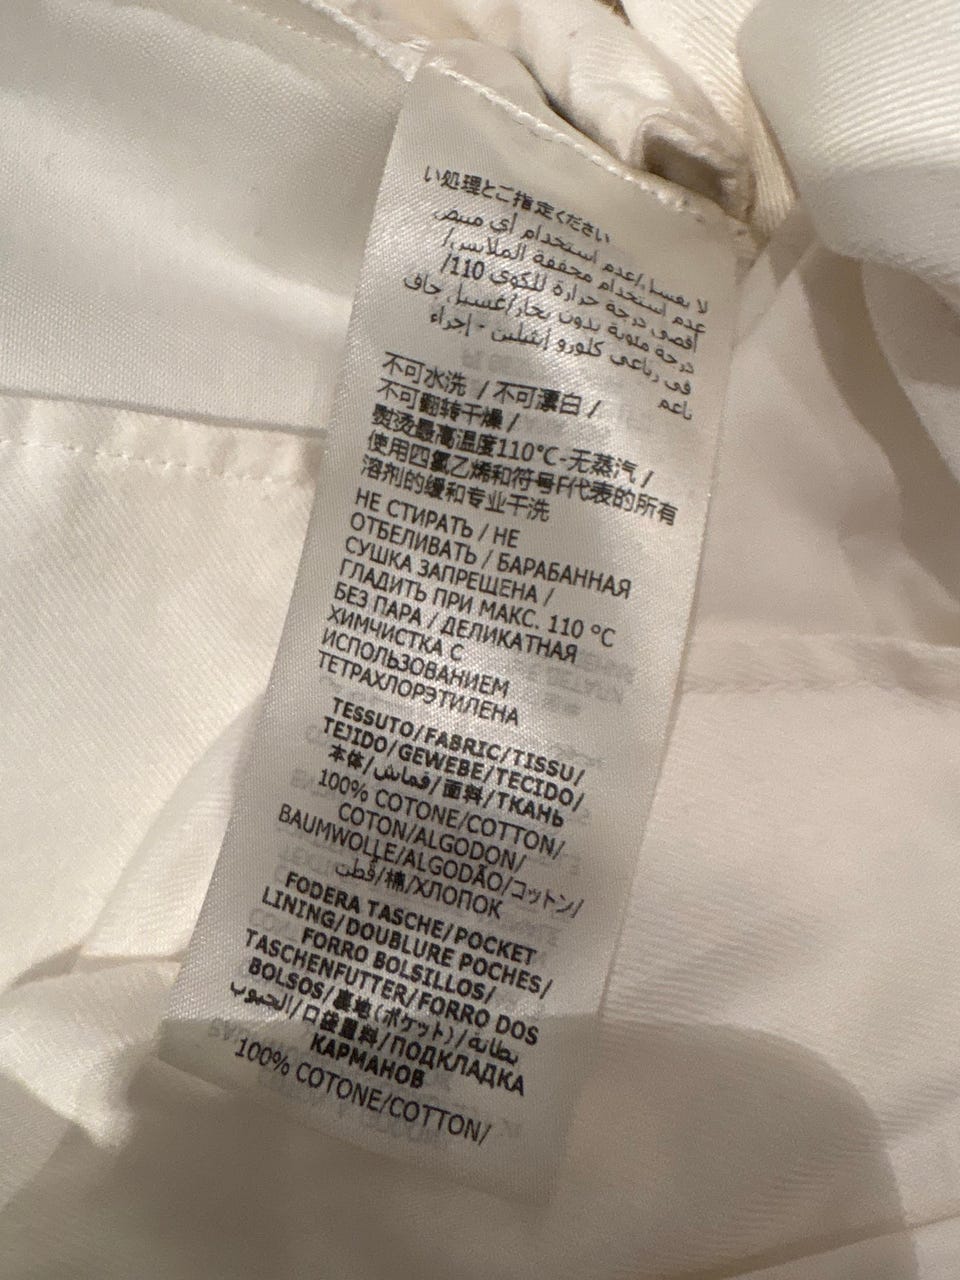 い処理とご指定ください
لا يغسل/عدم استخدام أي مبيض
عدم استخدام مجففة الملابس/
أقصى درجة حرارة للكوي 110/
درجة مئوية بدون بخار/غسيل جاف
في رباعي كلورو إيثيلين - إجراء
ناعم
不可水洗 / 不可漂白 /
不可翻转干燥 /
熨烫最高温度110°C-无蒸汽 /
使用四氯乙烯和符号F代表的所有
溶剂的缓和专业干洗
НЕ СТИРАТЬ / НЕ
ОТБЕЛИВАТЬ / БАРАБАННАЯ
СУШКА ЗАПРЕЩЕНА /
ГЛАДИТЬ ПРИ МАКС. 110 °C
БЕЗ ПАРА / ДЕЛИКАТНАЯ
ХИМЧИСТКА С
ИСПОЛЬЗОВАНИЕМ
ТЕТРАХЛОРЭТИЛЕНА
TESSUTO/FABRIC/TISSU/
TEJIDO/GEWEBE/TECIDO/
本体/قماش/面料/ТКАНЬ
100% COTONE/COTTON/
COTON/ALGODON/
BAUMWOLLE/ALGODÃO/コットン/
قطن/棉/ХЛОПОК
FODERA TASCHE/POCKET
LINING/DOUBLURE POCHES/
FORRO BOLSILLOS/
TASCHENFUTTER/FORRO DOS
BOLSOS/裏地(ポケット)/بطانة
الجيوب/口袋里料/ПОДКЛАДКА
КАРМАНОВ
100% COTONE/COTTON/